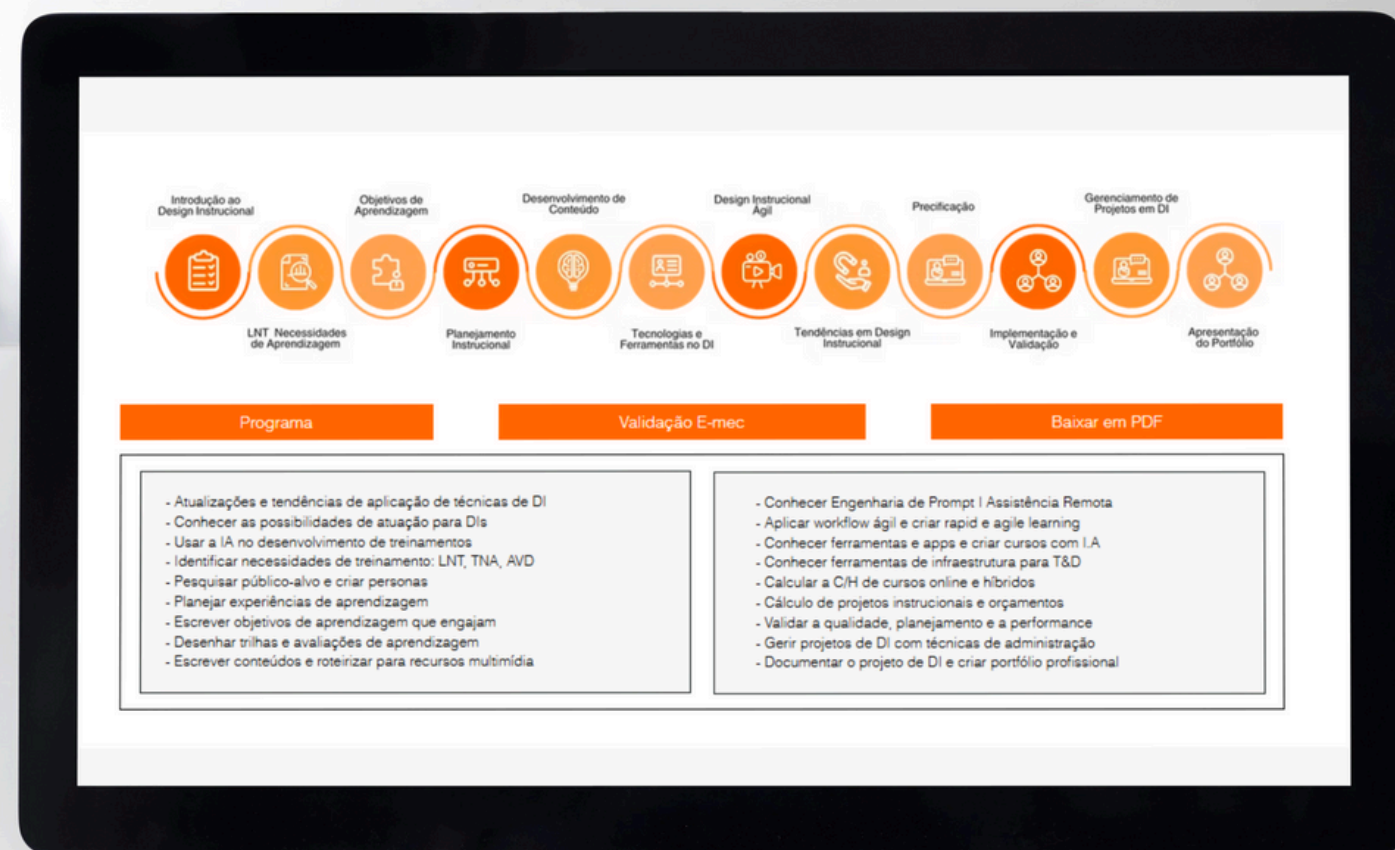 Introdução ao
Design Instrucional
LNT Necessidades
de Aprendizagem
Objetivos de
Aprendizagem
Planejamento
Instrucional
Desenvolvimento de
Conteúdo
Tecnologias e
Ferramentas no DI
Design Instrucional
Ágil
Tendências em Design
Instrucional
Precificação
Implementação e
Validação
Gerenciamento de
Projetos em DI
Apresentação
do Portfólio
Programa
Validação E-mec
Baixar em PDF
- Atualizações e tendências de aplicação de técnicas de DI
- Conhecer as possibilidades de atuação para DIs
- Usar a IA no desenvolvimento de treinamentos
- Identificar necessidades de treinamento: LNT, TNA, AVD
- Pesquisar público-alvo e criar personas
- Planejar experiências de aprendizagem
- Escrever objetivos de aprendizagem que engajam
- Desenhar trilhas e avaliações de aprendizagem
- Escrever conteúdos e roteirizar para recursos multimídia
- Conhecer Engenharia de Prompt I Assistência Remota
- Aplicar workflow ágil e criar rapid e agile learning
- Conhecer ferramentas e apps e criar cursos com I.A
- Conhecer ferramentas de infraestrutura para T&D
- Calcular a C/H de cursos online e híbridos
- Cálculo de projetos instrucionais e orçamentos
- Validar a qualidade, planejamento e a performance
- Gerir projetos de DI com técnicas de administração
- Documentar o projeto de DI e criar portfólio profissional